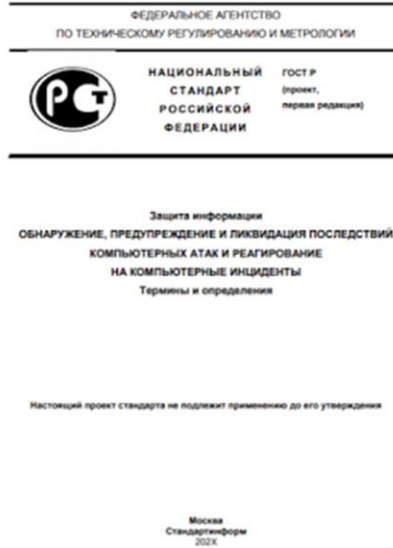 ФЕДЕРАЛЬНОЕ АГЕНТСТВО
ПО ТЕХНИЧЕСКОМУ РЕГУЛИРОВАНИЮ И МЕТРОЛОГИИ
РСТ
НАЦИОНАЛЬНЫЙ
СТАНДАРТ
РОССИЙСКОЙ
ФЕДЕРАЦИИ
ГОСТ Р
(проект,
первая редакция)
Защита информации
ОБНАРУЖЕНИЕ, ПРЕДУПРЕЖДЕНИЕ И ЛИКВИДАЦИЯ ПОСЛЕДСТВИЙ
КОМПЬЮТЕРНЫХ АТАК И РЕАГИРОВАНИЕ
НА КОМПЬЮТЕРНЫЕ ИНЦИДЕНТЫ
Термины и определения
Настоящий проект стандарта не подлежит применению до его утверждения
Москва
Стандартинформ
202X